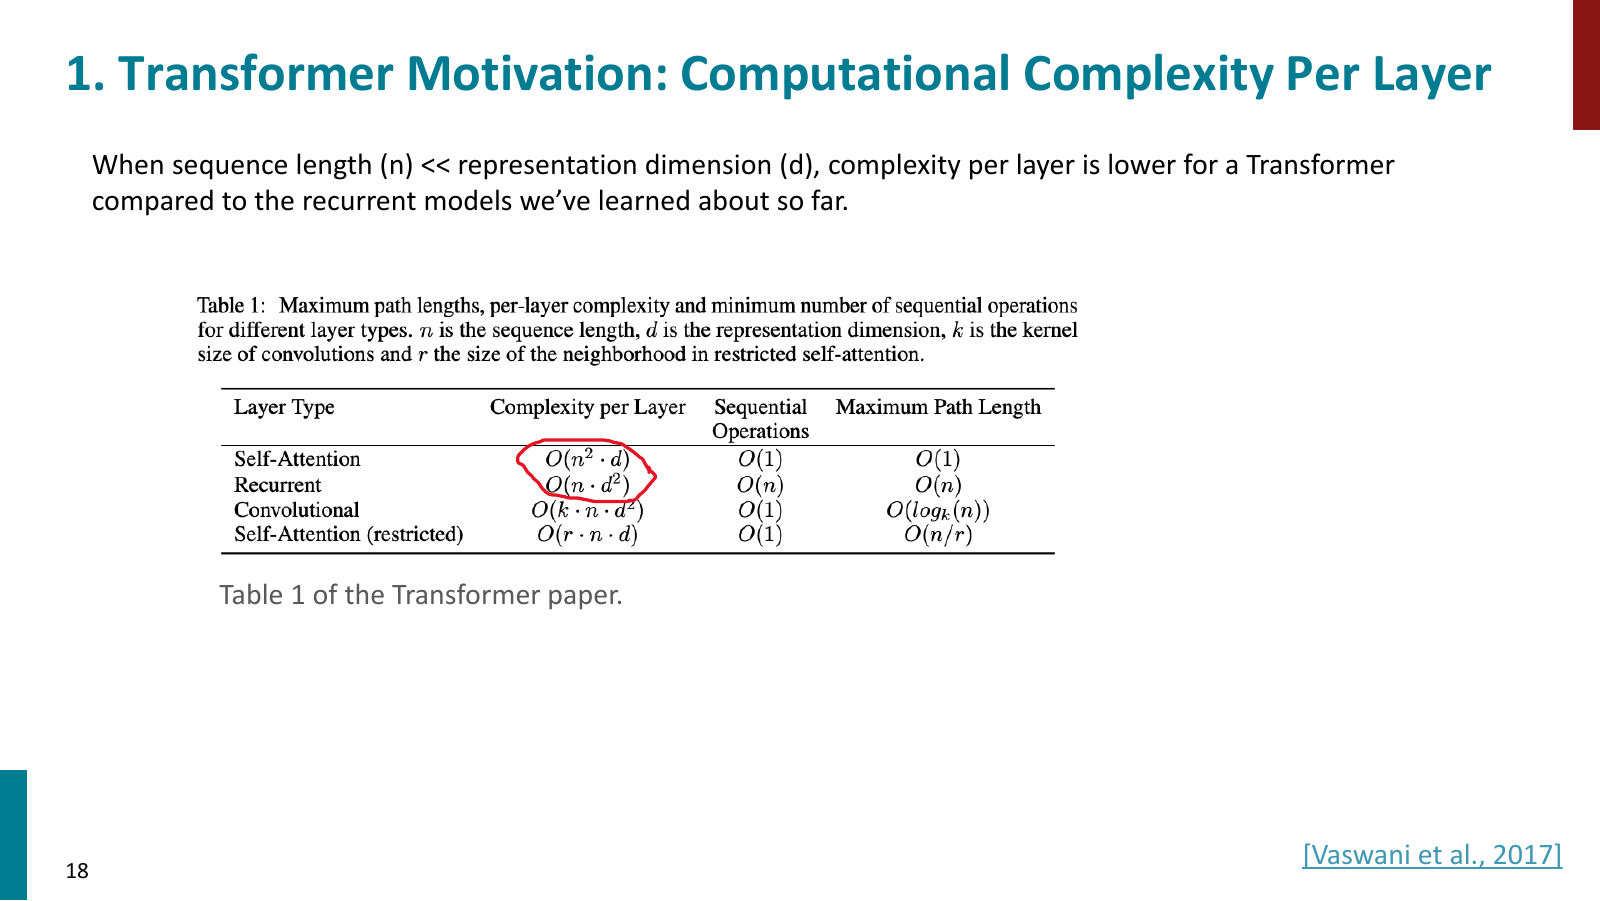 1. Transformer Motivation: Computational Complexity Per Layer
When sequence length (n) << representation dimension (d), complexity per layer is lower for a Transformer
compared to the recurrent models we’ve learned about so far.
Table 1: Maximum path lengths, per-layer complexity and minimum number of sequential operations
for different layer types. n is the sequence length, d is the representation dimension, k is the kernel
size of convolutions and r the size of the neighborhood in restricted self-attention.
Layer Type Complexity per Layer Sequential Maximum Path Length
Operations
Self-Attention O(n² · d) O(1) O(1)
Recurrent O(n · d²) O(n) O(n)
Convolutional O(k · n · d²) O(1) O(logₖ(n))
Self-Attention (restricted) O(r · n · d) O(1) O(n/r)
Table 1 of the Transformer paper.
[Vaswani et al., 2017]
18